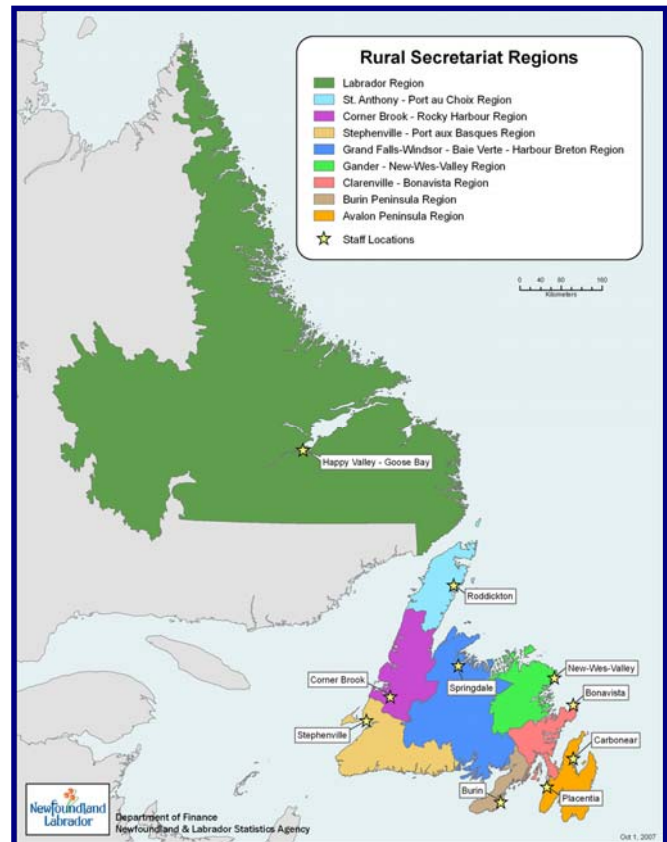 Rural Secretariat Regions
Labrador Region
St. Anthony - Port au Choix Region
Corner Brook - Rocky Harbour Region
Stephenville - Port aux Basques Region
Grand Falls-Windsor - Baie Verte - Harbour Breton Region
Gander - New-Wes-Valley Region
Clarenville - Bonavista Region
Burin Peninsula Region
Avalon Peninsula Region
Staff Locations
0 40 80 160
Kilometers
Happy Valley - Goose Bay
Roddickton
New-Wes-Valley
Corner Brook
Springdale
Bonavista
Stephenville
Carbonear
Burin
Placentia
Newfoundland
Labrador
Department of Finance
Newfoundland & Labrador Statistics Agency
Oct 1, 2007